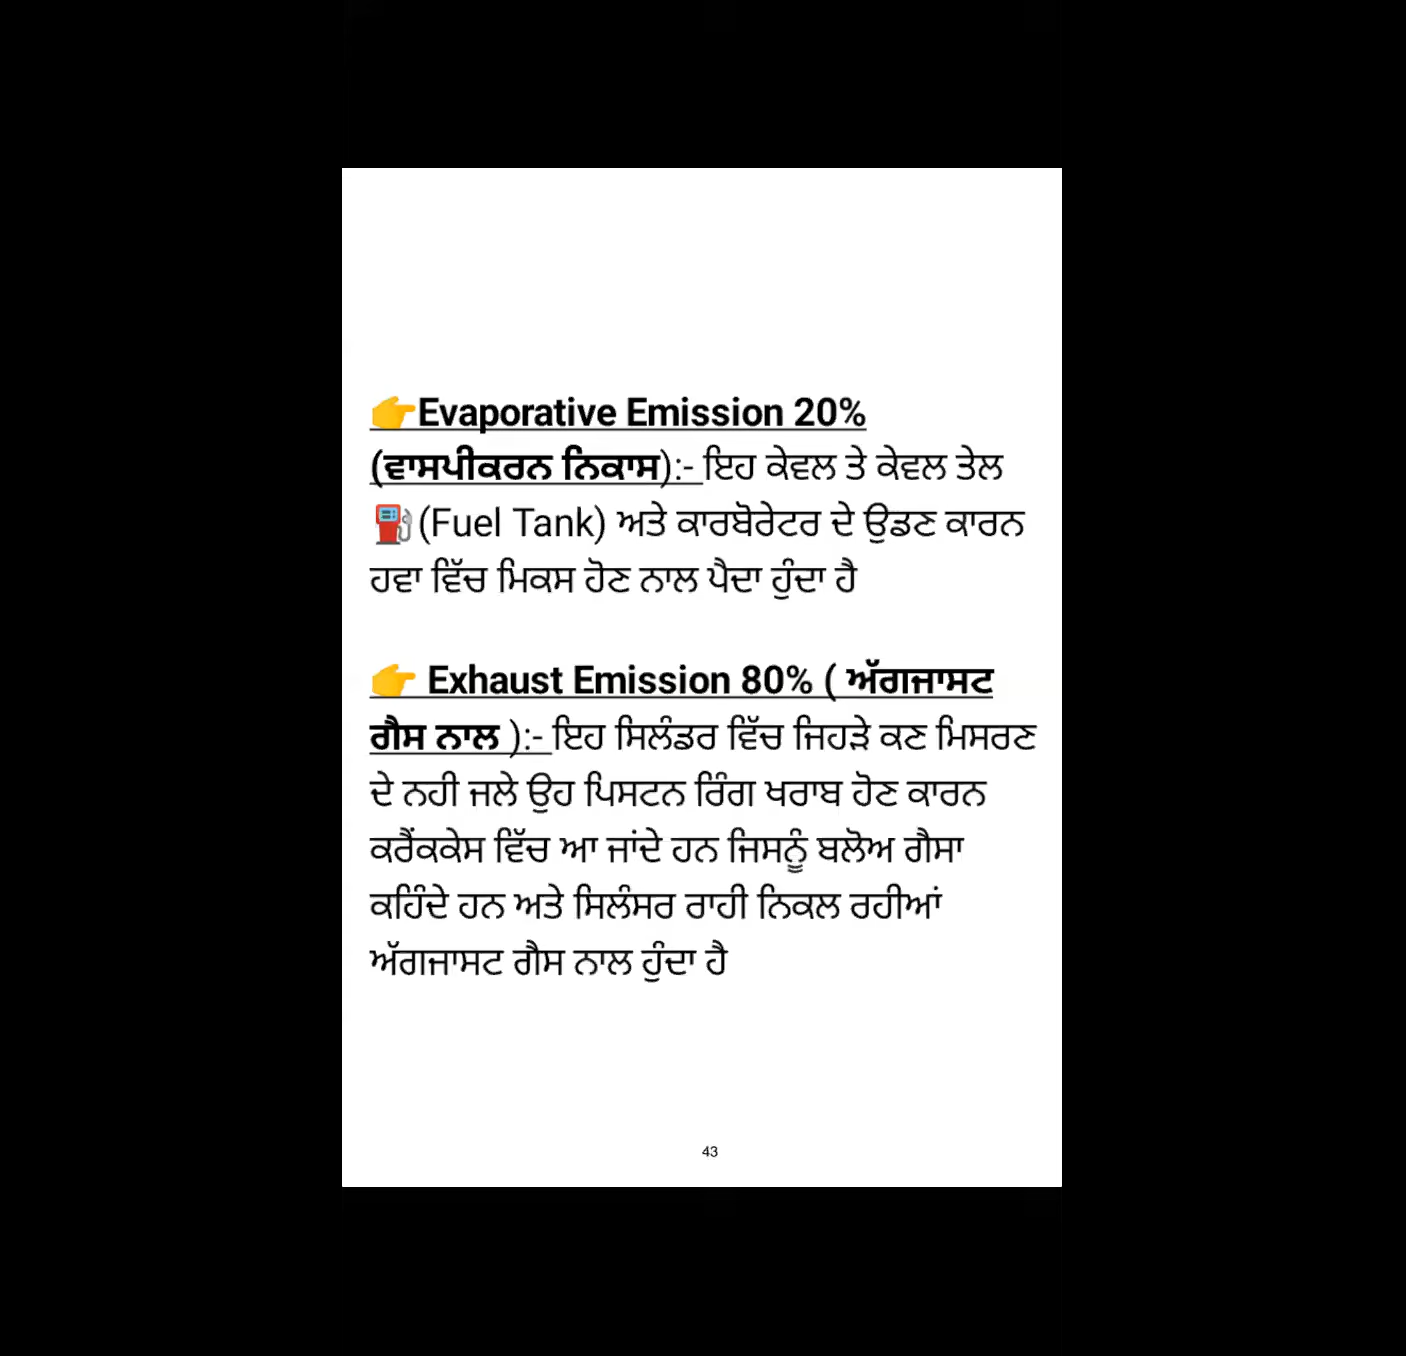 👉Evaporative Emission 20%
(ਵਾਸਪੀਕਰਨ ਨਿਕਾਸ):- ਇਹ ਕੇਵਲ ਤੇ ਕੇਵਲ ਤੇਲ
⛽(Fuel Tank) ਅਤੇ ਕਾਰਬੋਰੇਟਰ ਦੇ ਉਡਣ ਕਾਰਨ
ਹਵਾ ਵਿੱਚ ਮਿਕਸ ਹੋਣ ਨਾਲ ਪੈਦਾ ਹੁੰਦਾ ਹੈ
👉 Exhaust Emission 80% ( ਅੱਗਜਾਸਟ
ਗੈਸ ਨਾਲ ):- ਇਹ ਸਿਲੰਡਰ ਵਿੱਚ ਜਿਹੜੇ ਕਣ ਮਿਸਰਣ
ਦੇ ਨਹੀ ਜਲੇ ਉਹ ਪਿਸਟਨ ਰਿੰਗ ਖਰਾਬ ਹੋਣ ਕਾਰਨ
ਕਰੈਂਕਕੇਸ ਵਿੱਚ ਆ ਜਾਂਦੇ ਹਨ ਜਿਸਨੂੰ ਬਲੋਅ ਗੈਸਾ
ਕਹਿੰਦੇ ਹਨ ਅਤੇ ਸਿਲੰਸਰ ਰਾਹੀ ਨਿਕਲ ਰਹੀਆਂ
ਅੱਗਜਾਸਟ ਗੈਸ ਨਾਲ ਹੁੰਦਾ ਹੈ
43